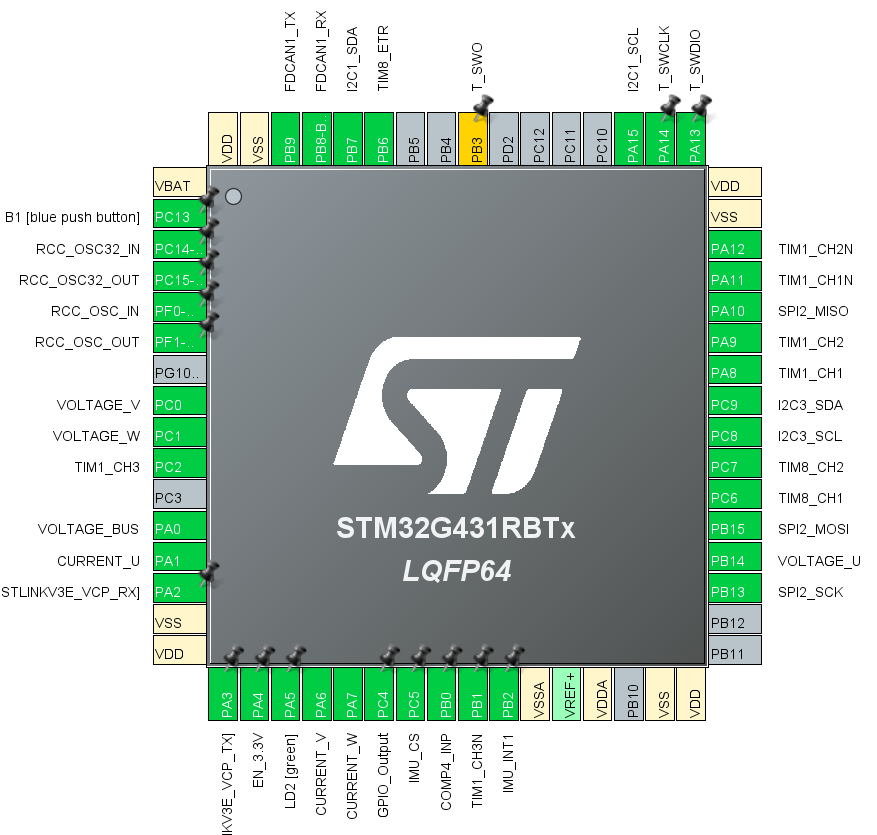 FDCAN1_TX
FDCAN1_RX
I2C1_SDA
TIM8_ETR
T_SWO
I2C1_SCL
T_SWCLK
T_SWDIO
VDD
VSS
PB9
PB8-B..
PB7
PB6
PB5
PB4
PB3
PD2
PC12
PC11
PC10
PA15
PA14
PA13
VBAT
B1 [blue push button] PC13
RCC_OSC32_IN PC14-..
RCC_OSC32_OUT PC15-..
RCC_OSC_IN PF0-..
RCC_OSC_OUT PF1-..
PG10..
VOLTAGE_V PC0
VOLTAGE_W PC1
TIM1_CH3 PC2
PC3
VOLTAGE_BUS PA0
CURRENT_U PA1
STLINKV3E_VCP_RX] PA2
VSS
VDD
ST
STM32G431RBTx
LQFP64
VDD
VSS
PA12 TIM1_CH2N
PA11 TIM1_CH1N
PA10 SPI2_MISO
PA9 TIM1_CH2
PA8 TIM1_CH1
PC9 I2C3_SDA
PC8 I2C3_SCL
PC7 TIM8_CH2
PC6 TIM8_CH1
PB15 SPI2_MOSI
PB14 VOLTAGE_U
PB13 SPI2_SCK
PB12
PB11
PA3
PA4
PA5
PA6
PA7
PC4
PC5
PB0
PB1
PB2
VSSA
VREF+
VDDA
PB10
VSS
VDD
IKV3E_VCP_TX]
EN_3.3V
LD2 [green]
CURRENT_V
CURRENT_W
GPIO_Output
IMU_CS
COMP4_INP
TIM1_CH3N
IMU_INT1